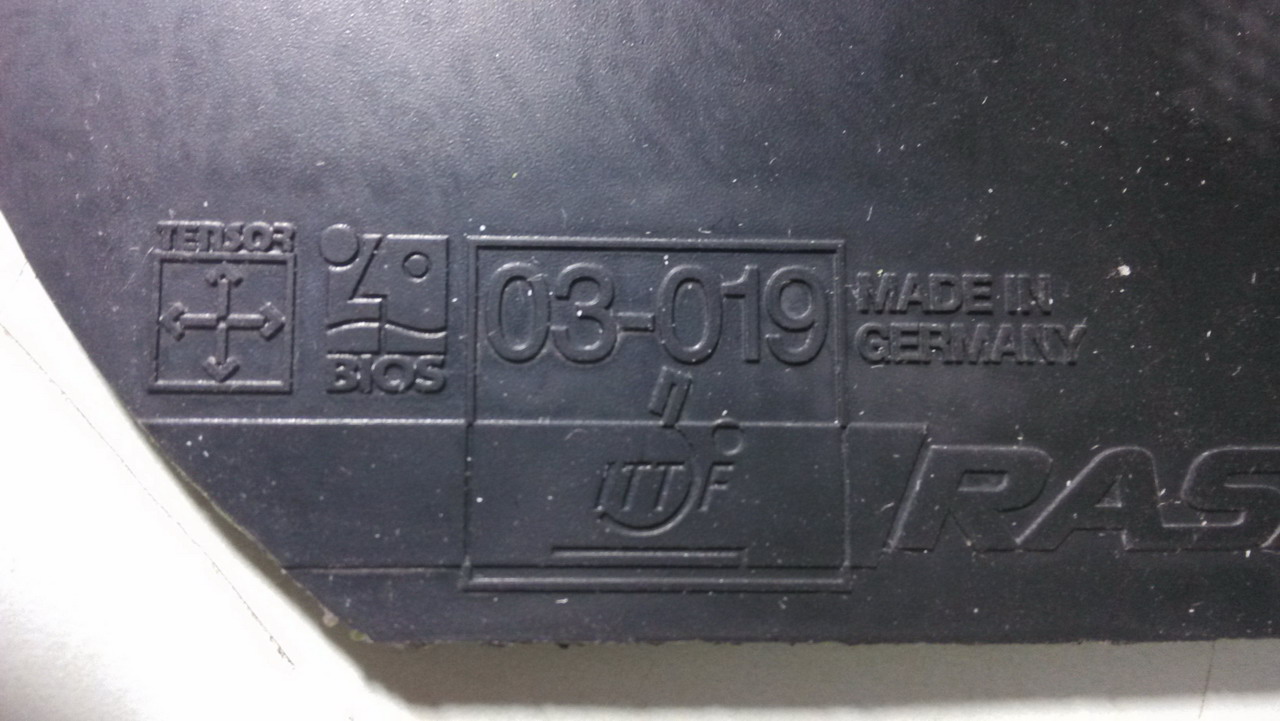 TENSOR
BIOS
03-019
MADE IN
GERMANY
ITTF
RAS